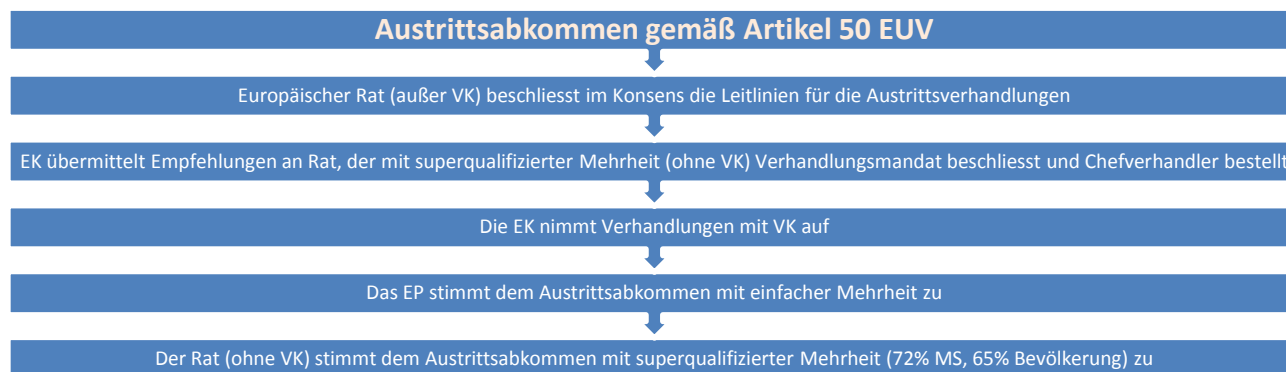 Austrittsabkommen gemäß Artikel 50 EUV
Europäischer Rat (außer VK) beschliesst im Konsens die Leitlinien für die Austrittsverhandlungen
EK übermittelt Empfehlungen an Rat, der mit superqualifizierter Mehrheit (ohne VK) Verhandlungsmandat beschliesst und Chefverhandler bestellt
Die EK nimmt Verhandlungen mit VK auf
Das EP stimmt dem Austrittsabkommen mit einfacher Mehrheit zu
Der Rat (ohne VK) stimmt dem Austrittsabkommen mit superqualifizierter Mehrheit (72% MS, 65% Bevölkerung) zu